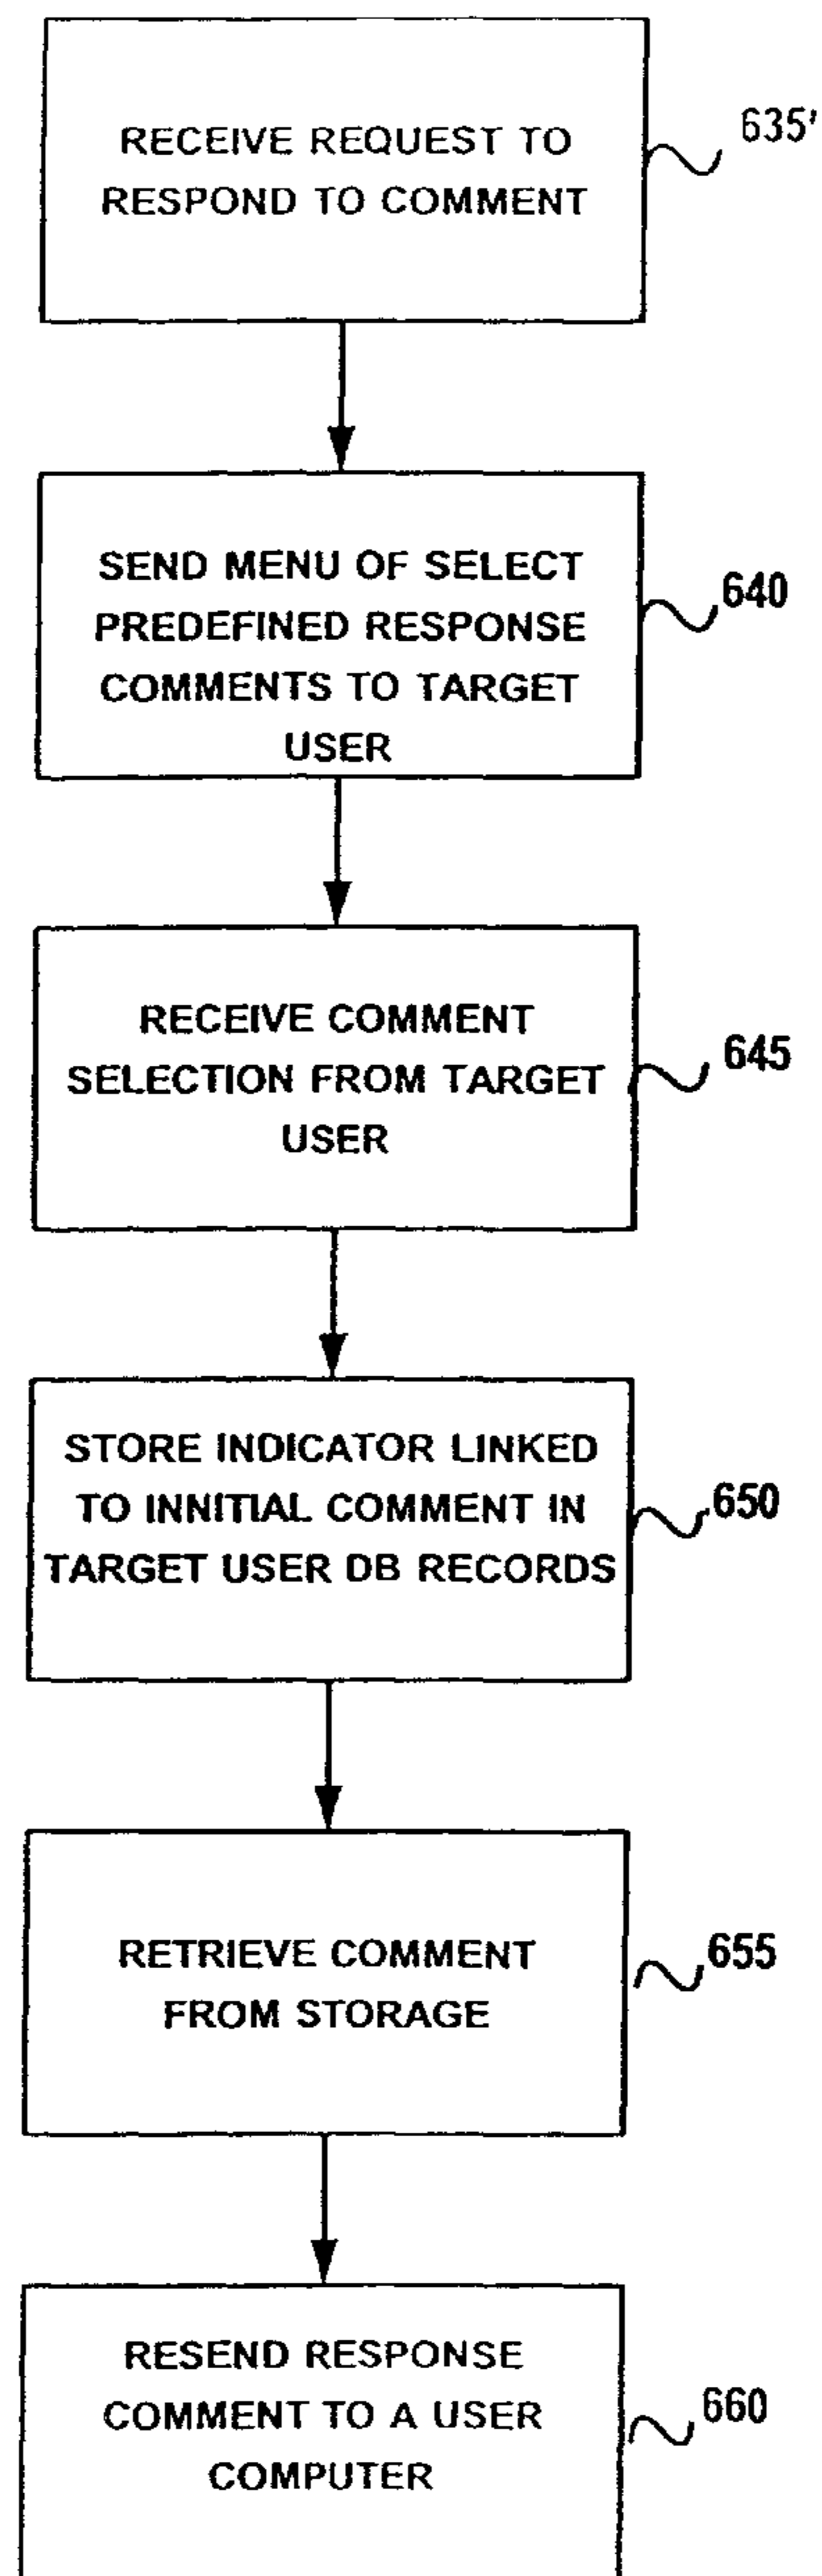 RECEIVE REQUEST TO
RESPOND TO COMMENT
635'
SEND MENU OF SELECT
PREDEFINED RESPONSE
COMMENTS TO TARGET
USER
640
RECEIVE COMMENT
SELECTION FROM TARGET
USER
645
STORE INDICATOR LINKED
TO INNITIAL COMMENT IN
TARGET USER DB RECORDS
650
RETRIEVE COMMENT
FROM STORAGE
655
RESEND RESPONSE
COMMENT TO A USER
COMPUTER
660